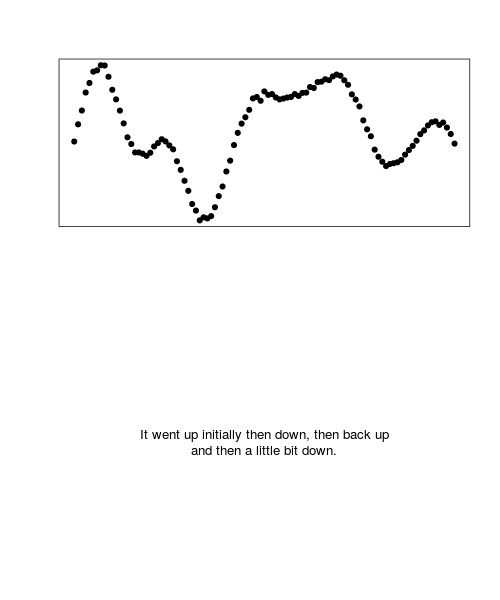 It went up initially then down, then back up
and then a little bit down.